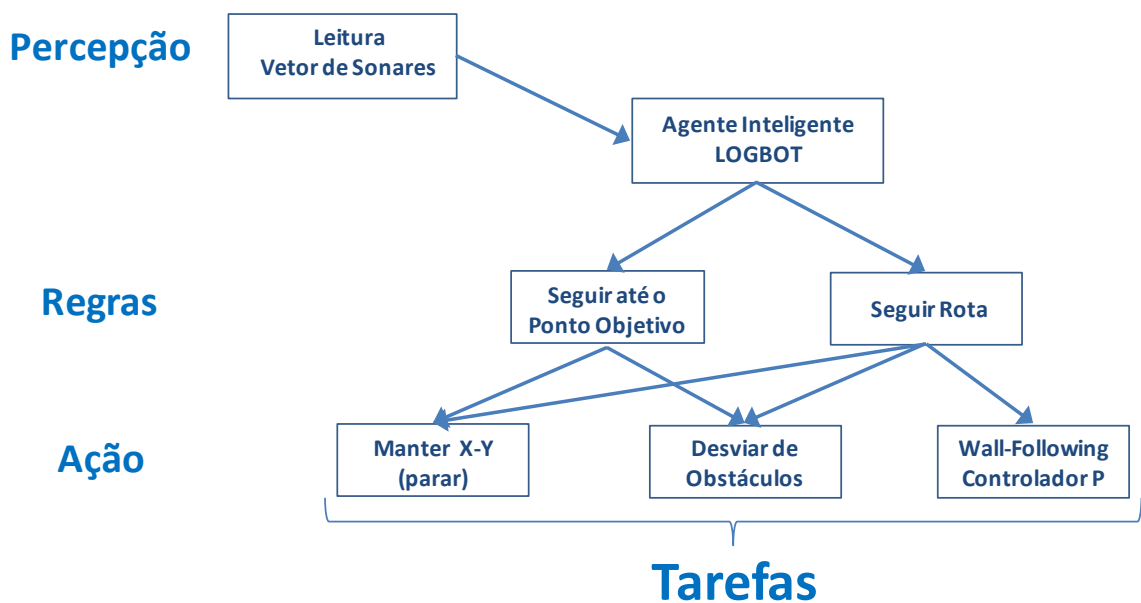 Percepção
Leitura
Vetor de Sonares
Agente Inteligente
LOGBOT
Regras
Seguir até o
Ponto Objetivo
Seguir Rota
Ação
Manter X-Y
(parar)
Desviar de
Obstáculos
Wall-Following
Controlador P
Tarefas